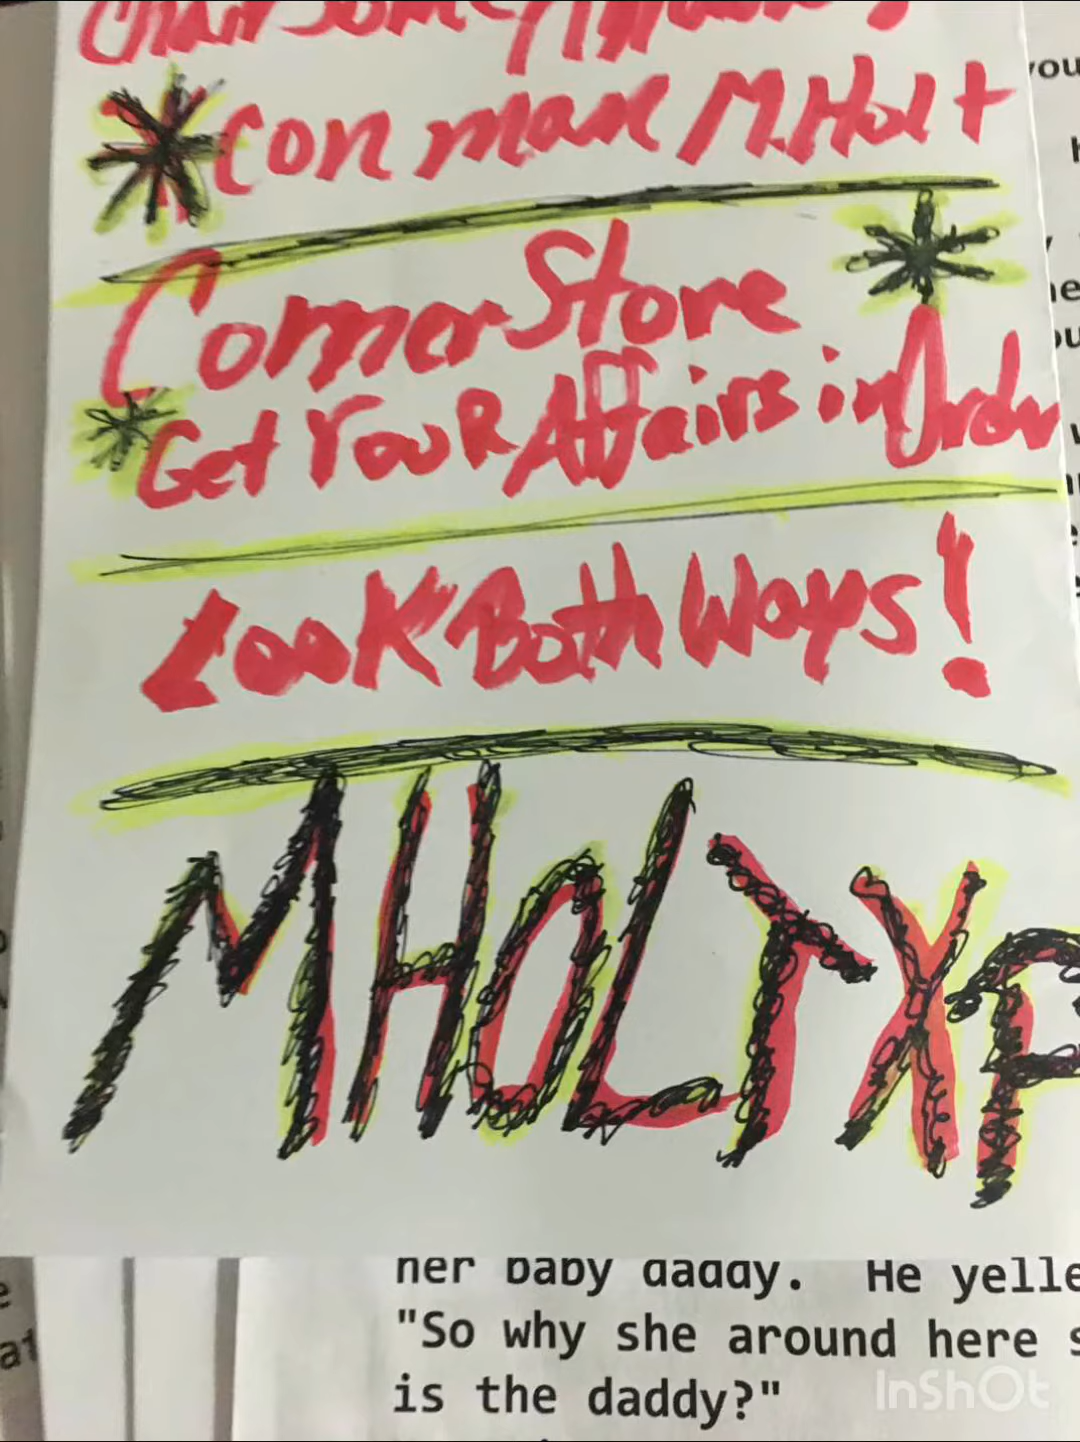 Con man M.Holt
Corner Store
Get Your Affairs in Order
Look Both Ways!
MHOLTXP
her baby daddy. He yelle
"So why she around here s
is the daddy?"
InShOt